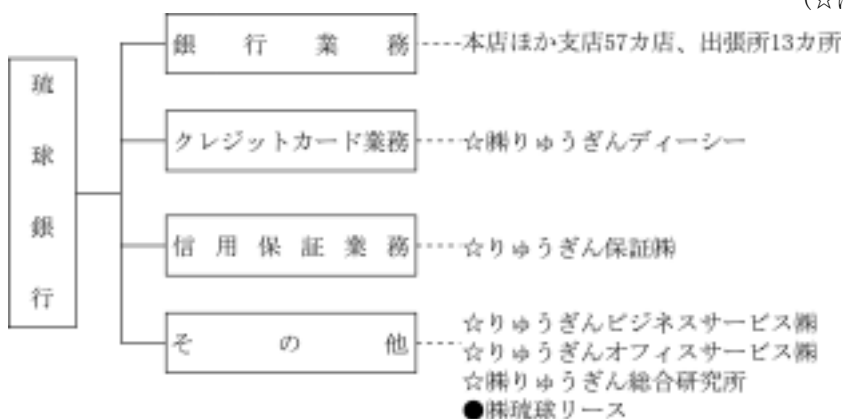 銀行業務 本店ほか支店57カ店、出張所13カ所
琉球銀行
クレジットカード業務 ☆㈱りゅうぎんディーシー
信用保証業務 ☆りゅうぎん保証㈱
その他 ☆りゅうぎんビジネスサービス㈱
☆りゅうぎんオフィスサービス㈱
☆㈱りゅうぎん総合研究所
●㈱琉球リース